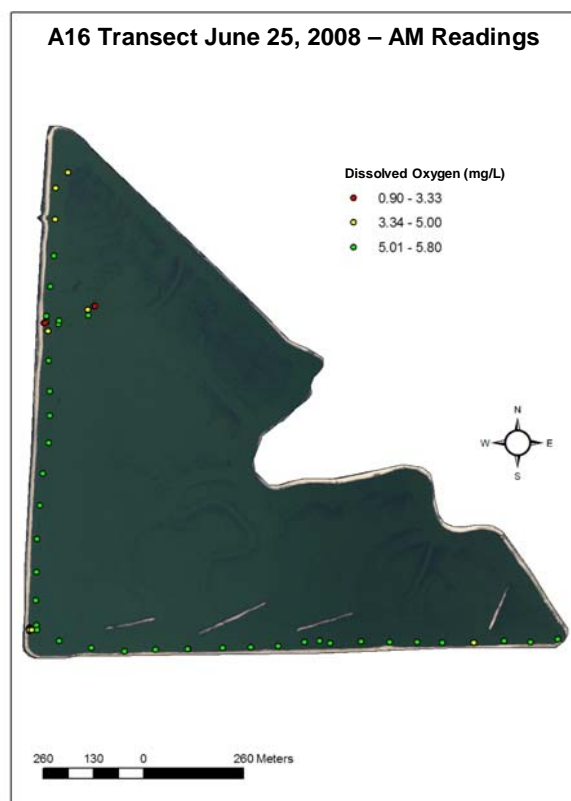 A16 Transect June 25, 2008 – AM Readings
Dissolved Oxygen (mg/L)
0.90 - 3.33
3.34 - 5.00
5.01 - 5.80
N
W E
S
260 130 0 260 Meters